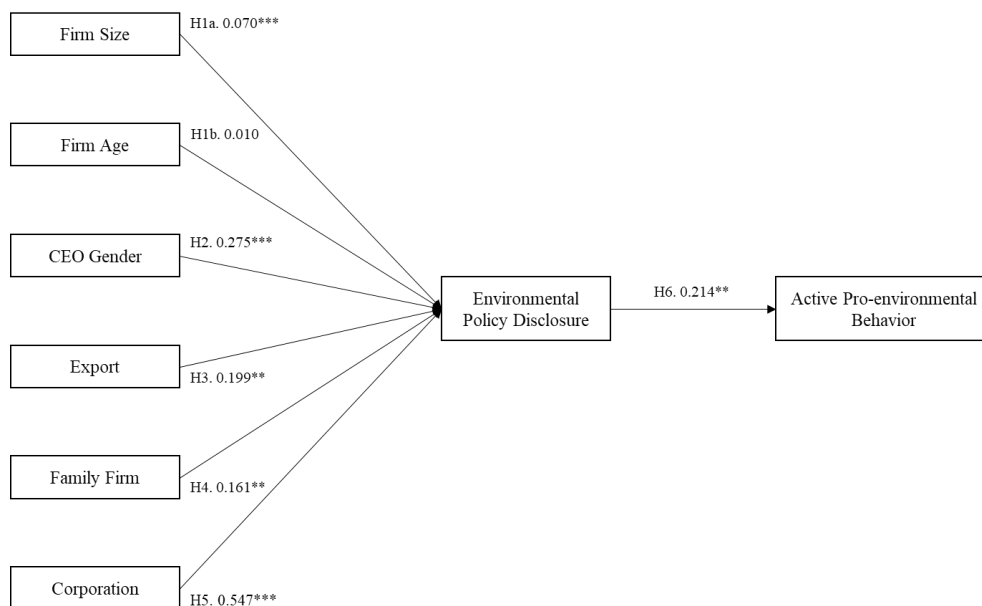 Firm Size
H1a. 0.070***
Firm Age
H1b. 0.010
CEO Gender
H2. 0.275***
Environmental
Policy Disclosure
H6. 0.214**
Active Pro-environmental
Behavior
Export
H3. 0.199**
Family Firm
H4. 0.161**
Corporation
H5. 0.547***